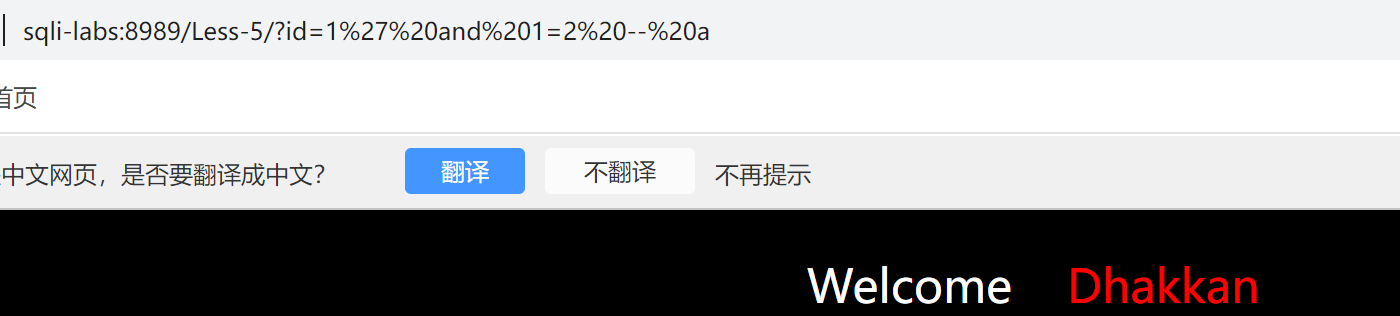 sqli-labs:8989/Less-5/?id=1%27%20and%201=2%20--%20a
首页
中文网页，是否要翻译成中文？ 翻译 不翻译 不再提示
Welcome Dhakkan